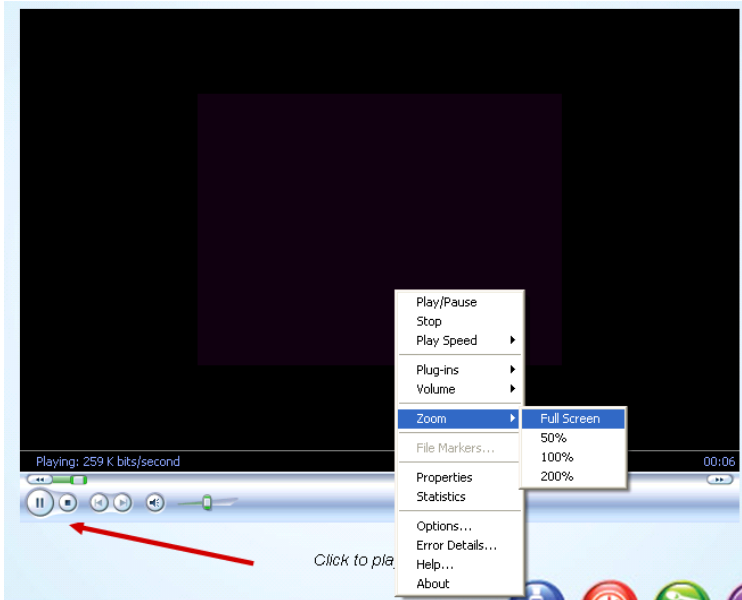 Play/Pause
Stop
Play Speed
Plug-ins
Volume
Zoom
Full Screen
50%
100%
200%
File Markers...
Properties
Statistics
Options...
Error Details...
Help...
About
Playing: 259 K bits/second
00:06
Click to pla